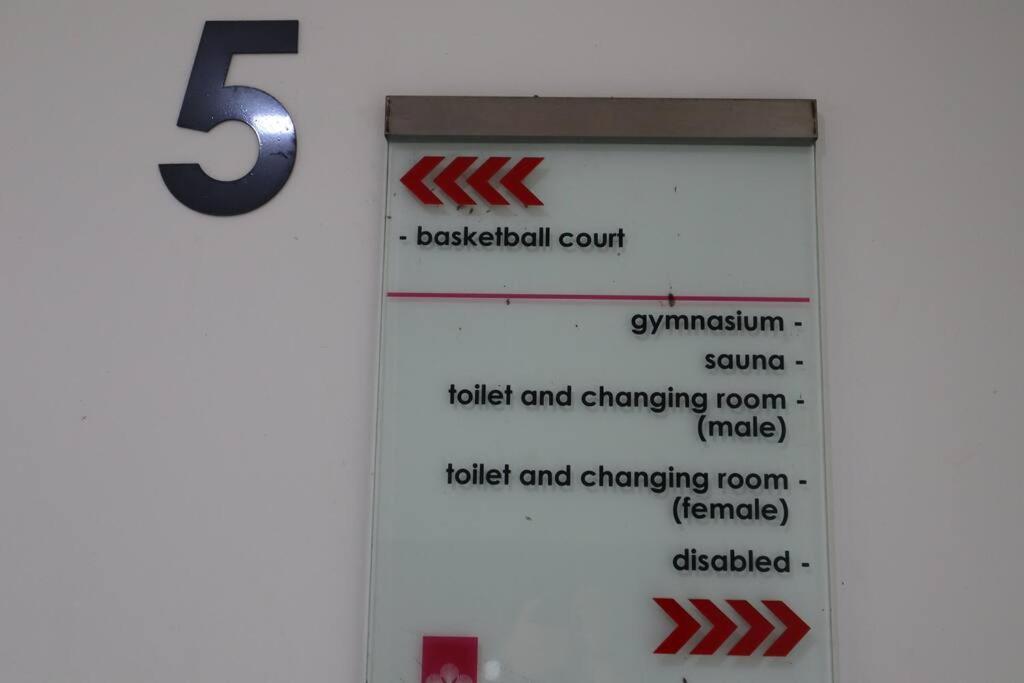 5
- basketball court
gymnasium -
sauna -
toilet and changing room -
(male)
toilet and changing room -
(female)
disabled -